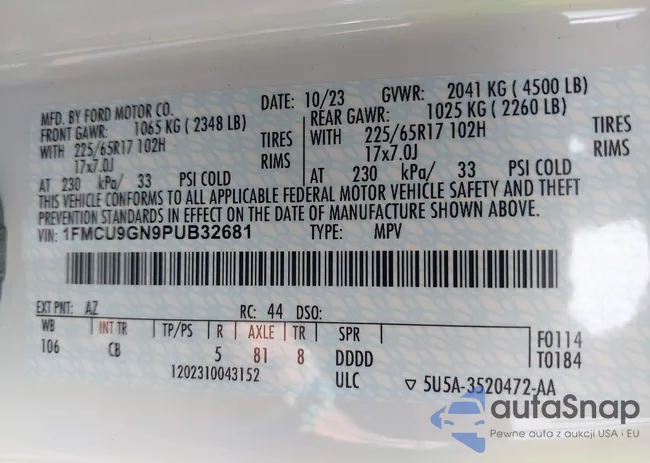 MFD. BY FORD MOTOR CO. DATE: 10/23 GVWR: 2041 KG ( 4500 LB)
FRONT GAWR: 1065 KG ( 2348 LB) REAR GAWR: 1025 KG ( 2260 LB)
WITH 225/65R17 102H TIRES WITH 225/65R17 102H TIRES
17x7.0J RIMS 17x7.0J RIMS
AT 230 kPa/ 33 PSI COLD AT 230 kPa/ 33 PSI COLD
THIS VEHICLE CONFORMS TO ALL APPLICABLE FEDERAL MOTOR VEHICLE SAFETY AND THEFT
PREVENTION STANDARDS IN EFFECT ON THE DATE OF MANUFACTURE SHOWN ABOVE.
VIN: 1FMCU9GN9PUB32681 TYPE: MPV
EXT PNT: AZ RC: 44 DSO:
WB INT TR TP/PS R AXLE TR SPR F0114
106 CB 5 81 8 DDDD T0184
1202310043152 ULC ▽ 5U5A-3520472-AA
autaSnap
Pewne auta z aukcji USA i EU